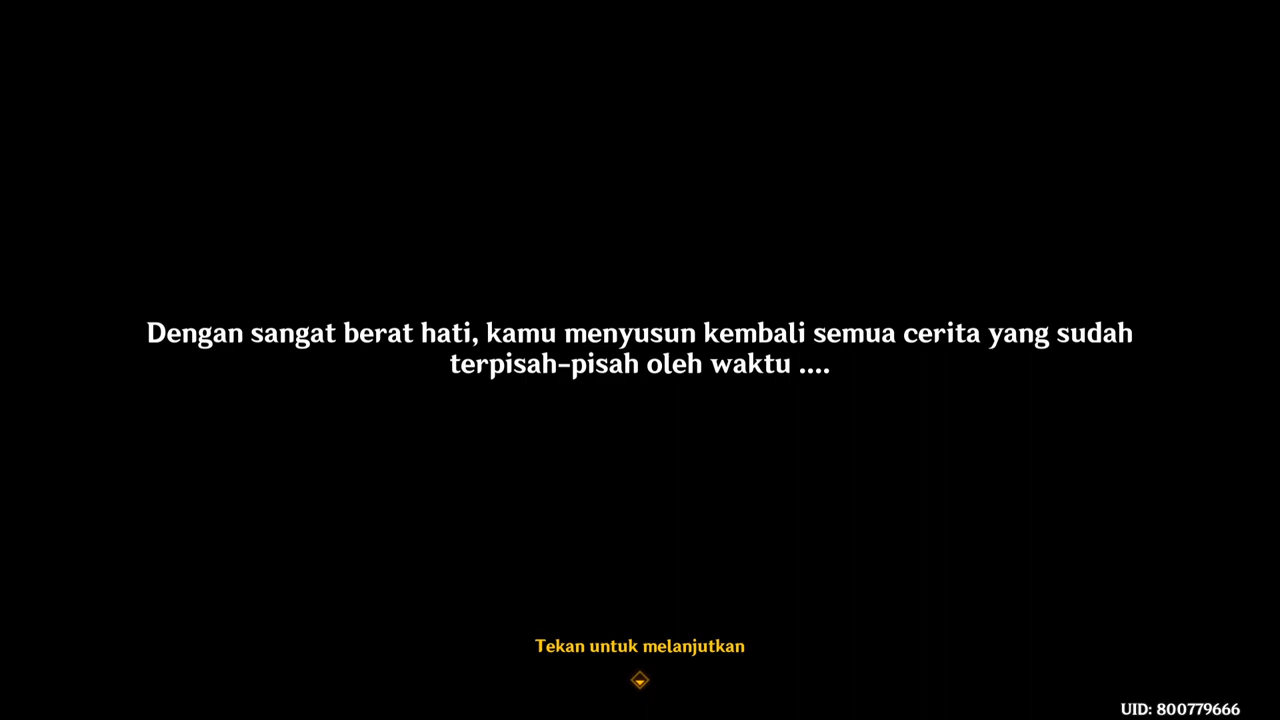 Dengan sangat berat hati, kamu menyusun kembali semua cerita yang sudah
terpisah-pisah oleh waktu ....
Tekan untuk melanjutkan
UID: 800779666